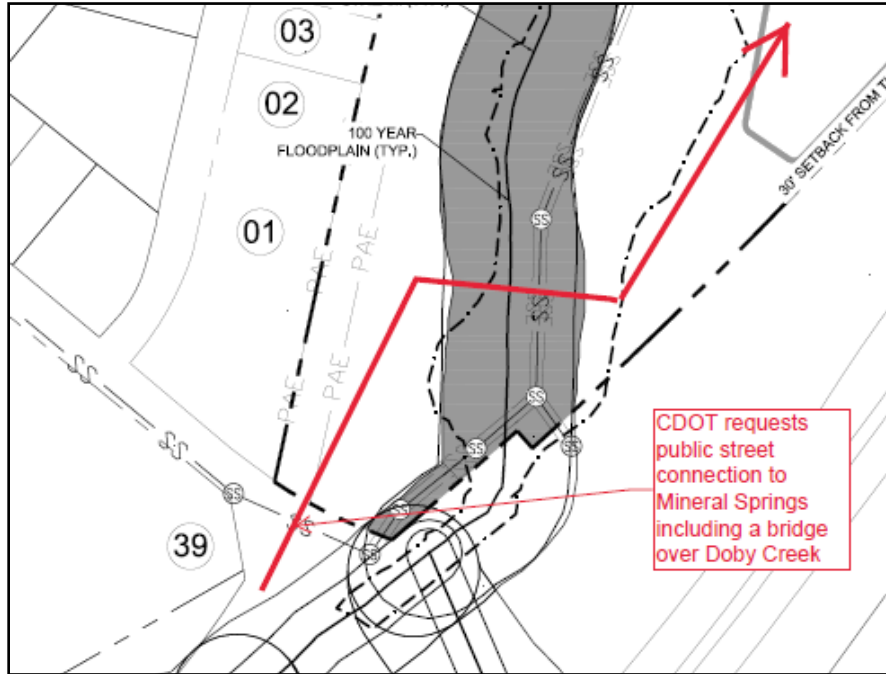 03
02
100 YEAR
FLOODPLAIN (TYP.)
30' SETBACK FROM
01
PAE
PAE
PAE
PAE
SS
SS
SS
SS
SS
SS
SS
SS
SS
39
CDOT requests
public street
connection to
Mineral Springs
including a bridge
over Doby Creek